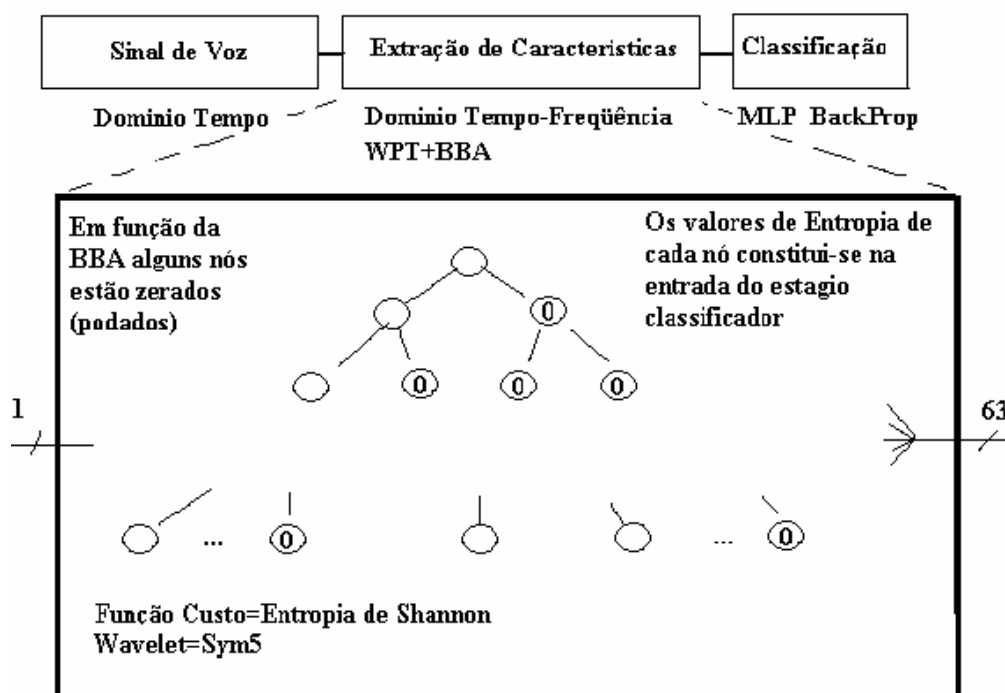 Sinal de Voz
Extração de Características
Classificação
Dominio Tempo
Dominio Tempo-Freqüência
WPT+BBA
MLP BackProp
Em função da
BBA alguns nós
estão zerados
(podados)
Os valores de Entropia de
cada nó constitui-se na
entrada do estagio
classificador
0
0
0
0
1
63
... 0 ... 0
Função Custo=Entropia de Shannon
Wavelet=Sym5